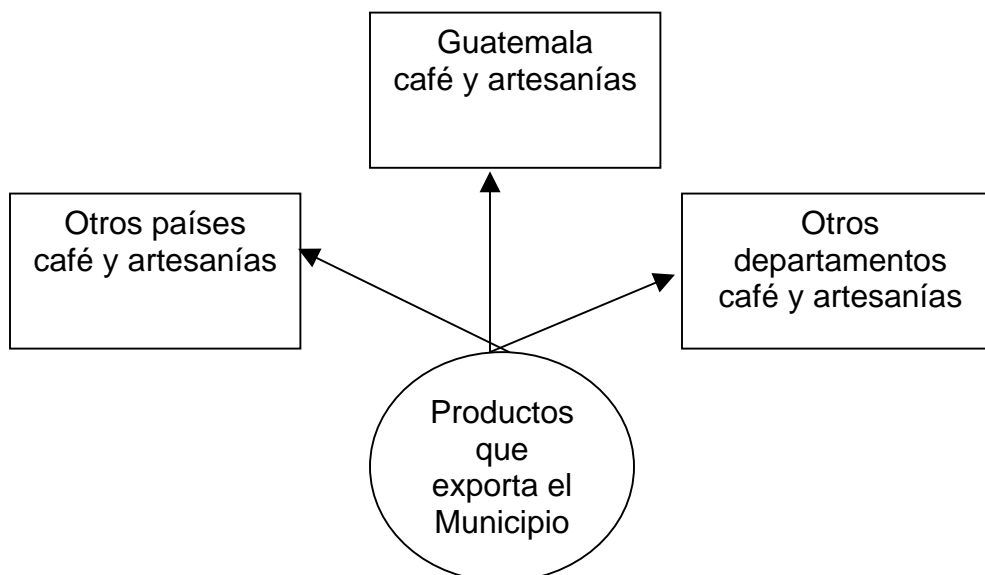 Guatemala
café y artesanías
Otros países
café y artesanías
Otros
departamentos
café y artesanías
Productos
que
exporta el
Municipio